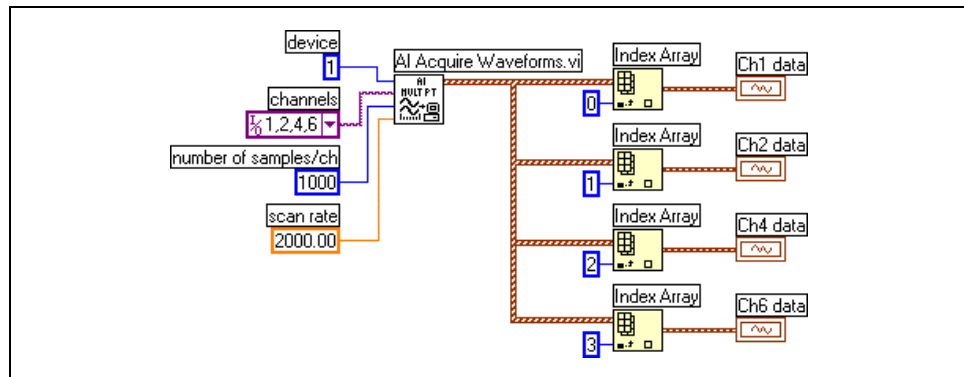 device
1
AI Acquire Waveforms.vi
AI
MULT PT
channels
I/O 1,2,4,6
number of samples/ch
1000
scan rate
2000.00
Index Array
0
Ch1 data
Index Array
1
Ch2 data
Index Array
2
Ch4 data
Index Array
3
Ch6 data